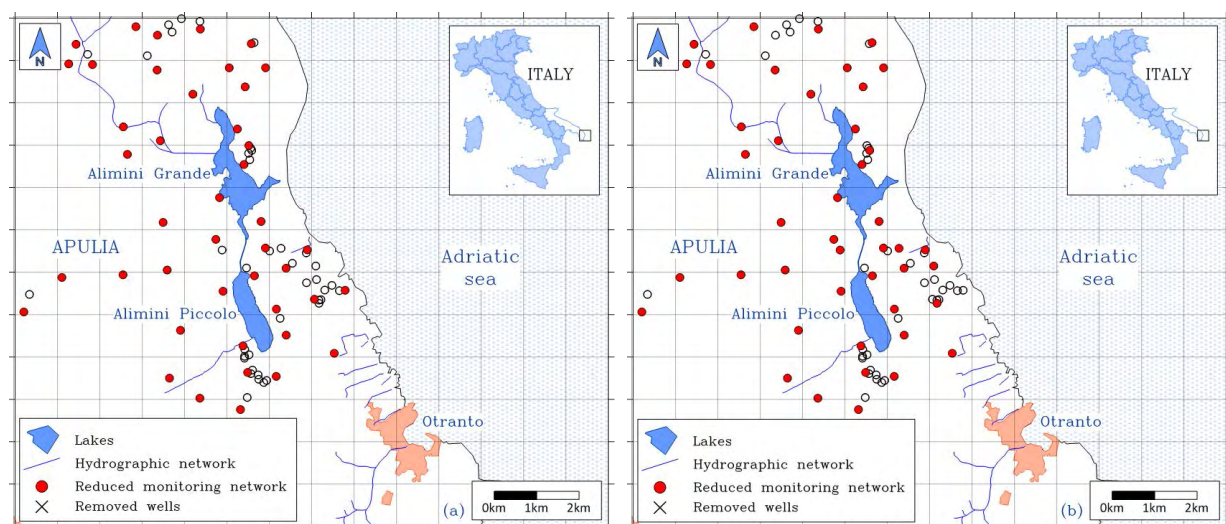 N
ITALY
Alimini Grande
APULIA
Adriatic
sea
Alimini Piccolo
Otranto
Lakes
Hydrographic network
Reduced monitoring network
Removed wells
(a)
0km 1km 2km
N
ITALY
Alimini Grande
APULIA
Adriatic
sea
Alimini Piccolo
Otranto
Lakes
Hydrographic network
Reduced monitoring network
Removed wells
(b)
0km 1km 2km